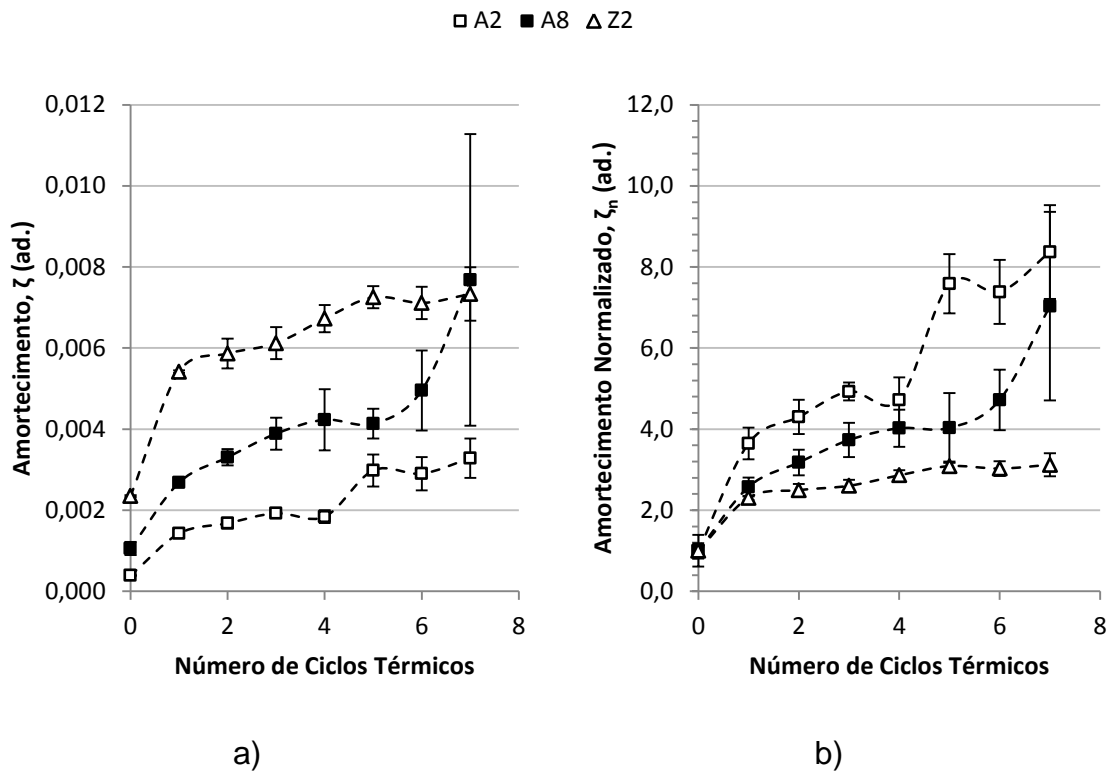 A2 A8 Z2
Amortecimento, ζ (ad.)
0,012
0,010
0,008
0,006
0,004
0,002
0,000
0 2 4 6 8
Número de Ciclos Térmicos
a)
Amortecimento Normalizado, ζn (ad.)
12,0
10,0
8,0
6,0
4,0
2,0
0,0
0 2 4 6 8
Número de Ciclos Térmicos
b)